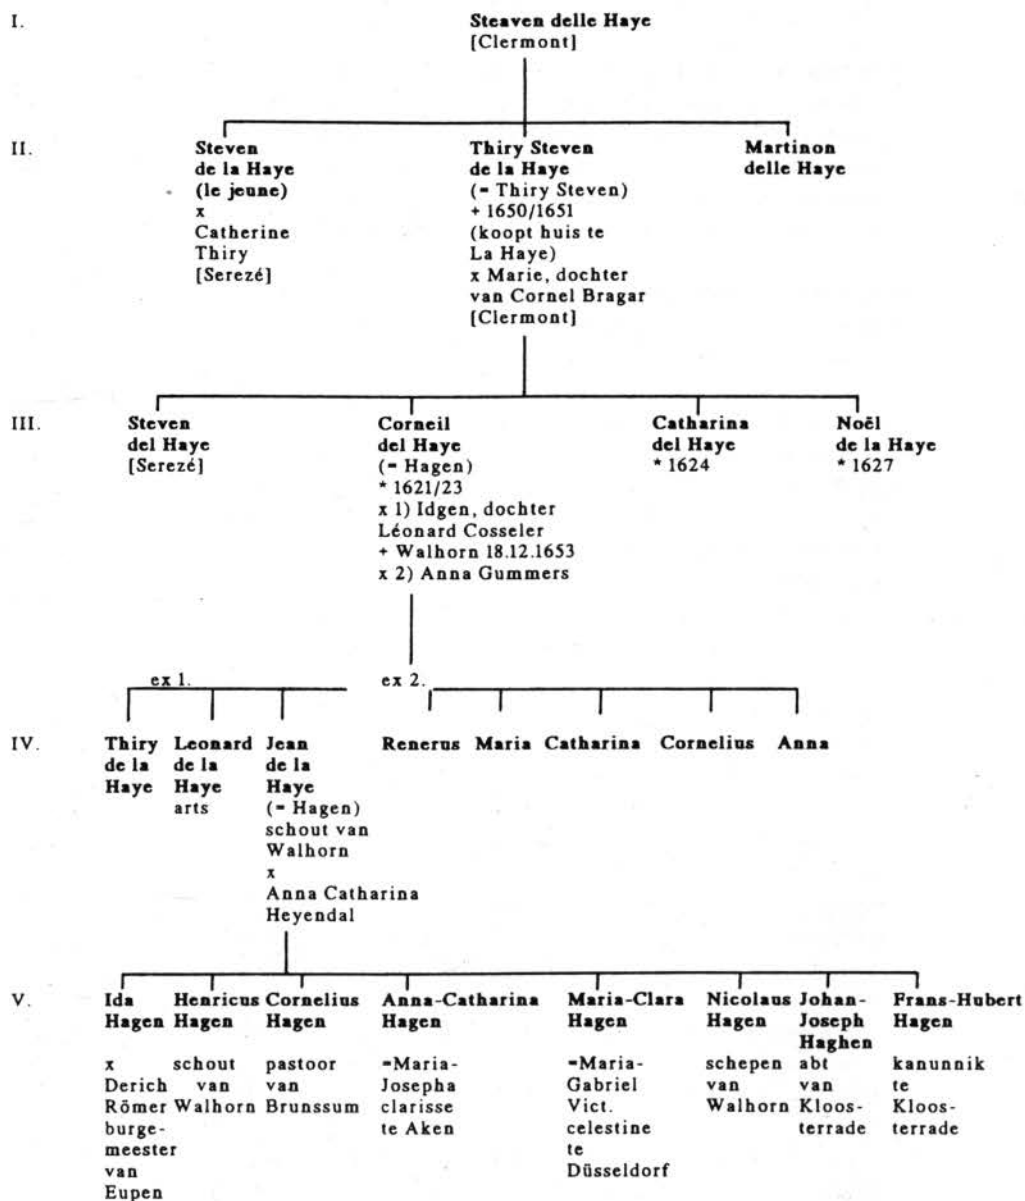 I.
Steaven delle Haye
[Clermont]
II.
Steven
de la Haye
(le jeune)
x
Catherine
Thiry
[Serezé]
Thiry Steven
de la Haye
(= Thiry Steven)
+ 1650/1651
(koopt huis te
La Haye)
x Marie, dochter
van Cornel Bragar
[Clermont]
Martinon
delle Haye
III.
Steven
del Haye
[Serezé]
Corneil
del Haye
(= Hagen)
* 1621/23
x 1) Idgen, dochter
Léonard Cosseler
+ Walhorn 18.12.1653
x 2) Anna Gummers
Catharina
del Haye
* 1624
Noël
de la Haye
* 1627
ex 1.
ex 2.
IV.
Thiry
de la
Haye
Leonard
de la
Haye
arts
Jean
de la
Haye
(= Hagen)
schout van
Walhorn
x
Anna Catharina
Heyendal
Renerus
Maria
Catharina
Cornelius
Anna
V.
Ida
Hagen
x
Derich
Römer
burge-
meester
van
Eupen
Henricus
Hagen
schout
van
Walhorn
Cornelius
Hagen
pastoor
van
Brunssum
Anna-Catharina
Hagen
=Maria-
Josepha
clarisse
te Aken
Maria-Clara
Hagen
=Maria-
Gabriel
Vict.
celestine
te
Düsseldorf
Nicolaus
Hagen
schepen
van
Walhorn
Johan-
Joseph
Haghen
abt
van
Kloos-
terrade
Frans-Hubert
Hagen
kanunnik
te
Kloos-
terrade